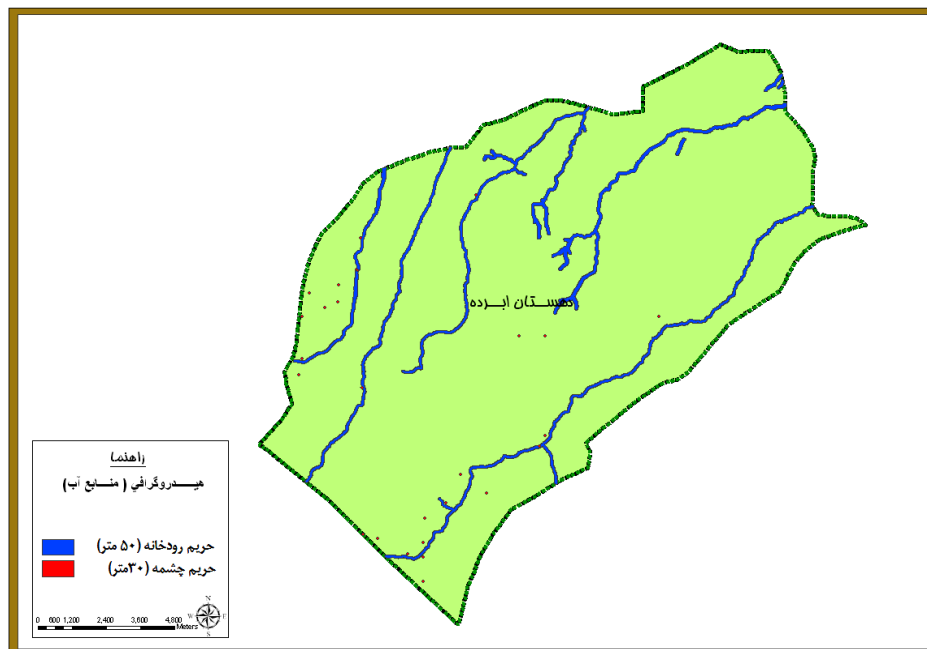 دهستان ابرده
راهنما
هیدروگرافي ( منابع آب)
حریم رودخانه (۵۰ متر)
حریم چشمه (۳۰متر)
0 600 1,200 2,400 3,600 4,800
Meters
N
W E
S